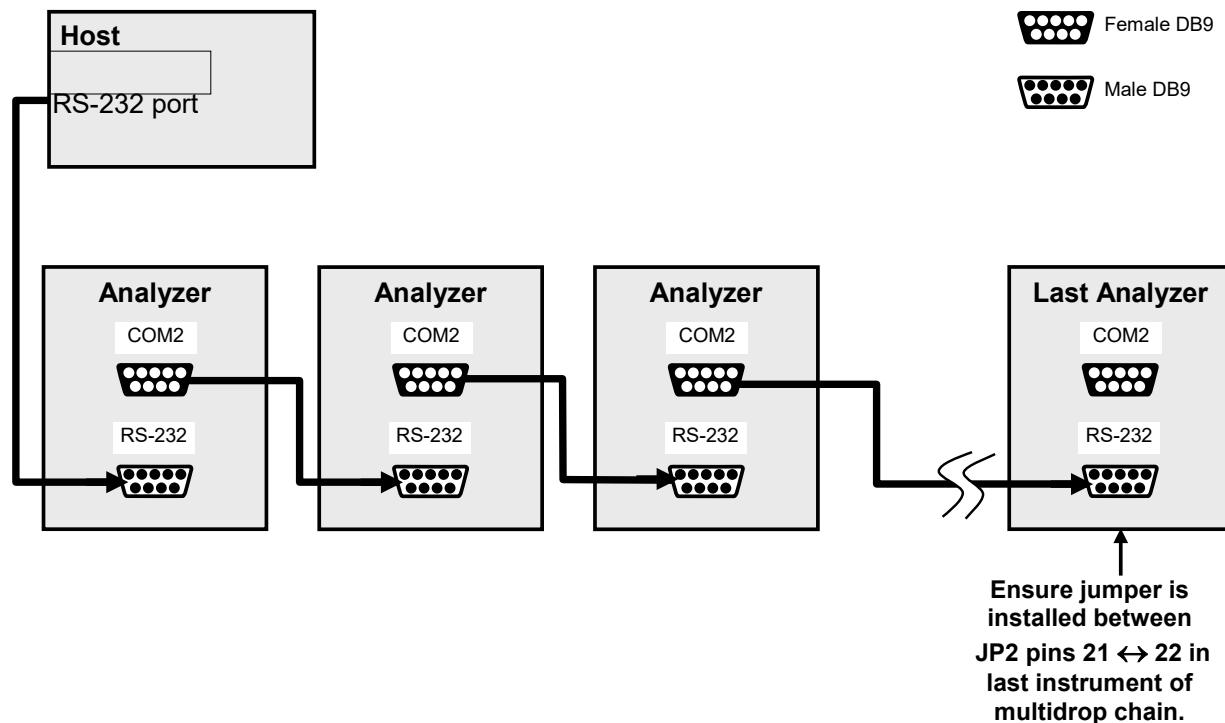 Host
RS-232 port
Female DB9
Male DB9
Analyzer
COM2
RS-232
Analyzer
COM2
RS-232
Analyzer
COM2
RS-232
Last Analyzer
COM2
RS-232
Ensure jumper is
installed between
JP2 pins 21 ↔ 22 in
last instrument of
multidrop chain.